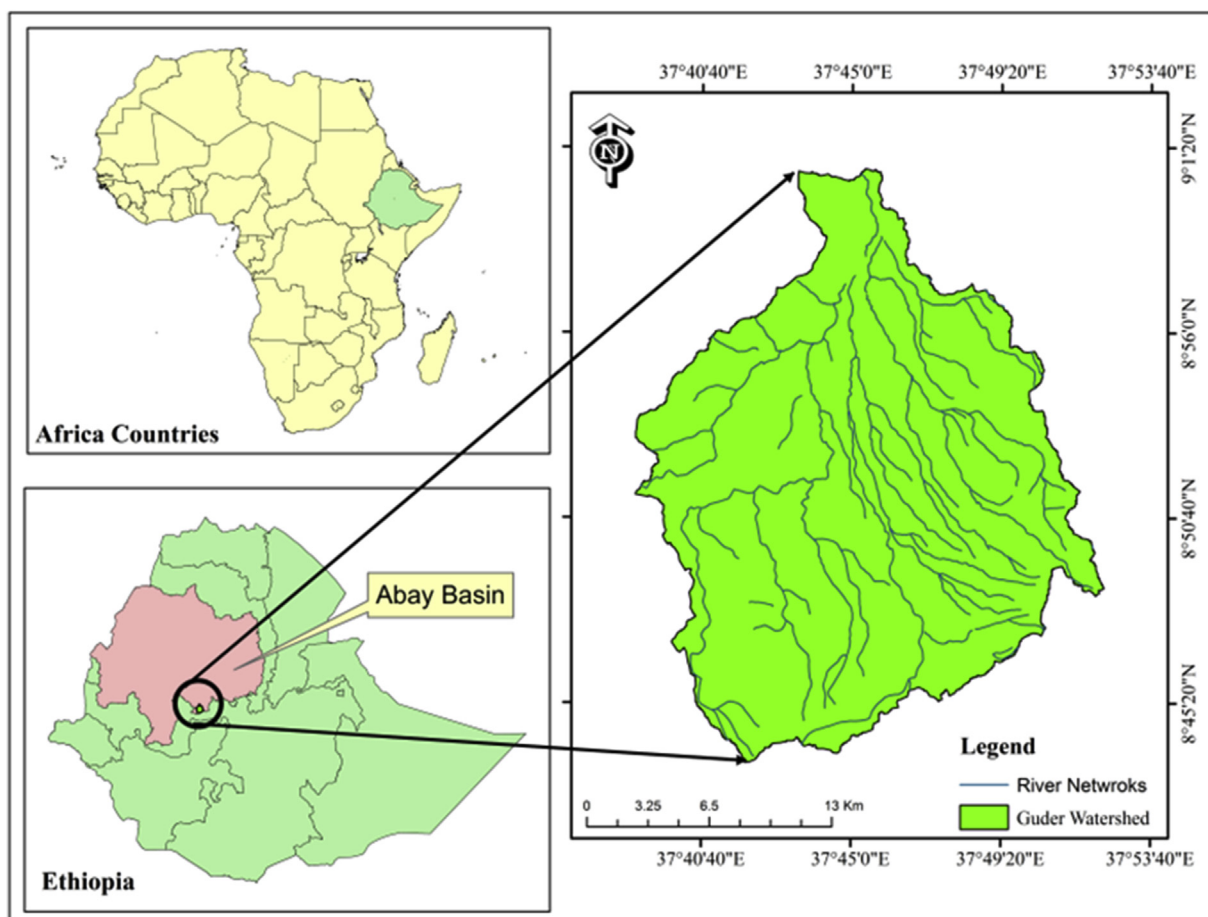 Africa Countries
Abay Basin
Ethiopia
37°40'40"E 37°45'0"E 37°49'20"E 37°53'40"E
N
9°1'20"N
8°56'0"N
8°50'40"N
8°45'20"N
Legend
River Netwroks
Guder Watershed
0 3.25 6.5 13 Km
37°40'40"E 37°45'0"E 37°49'20"E 37°53'40"E